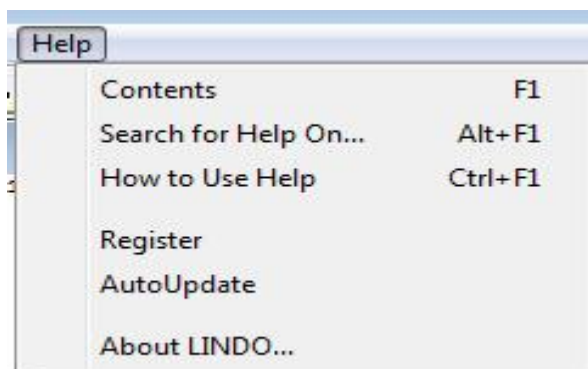 Help
Contents F1
Search for Help On... Alt+F1
How to Use Help Ctrl+F1
Register
AutoUpdate
About LINDO...